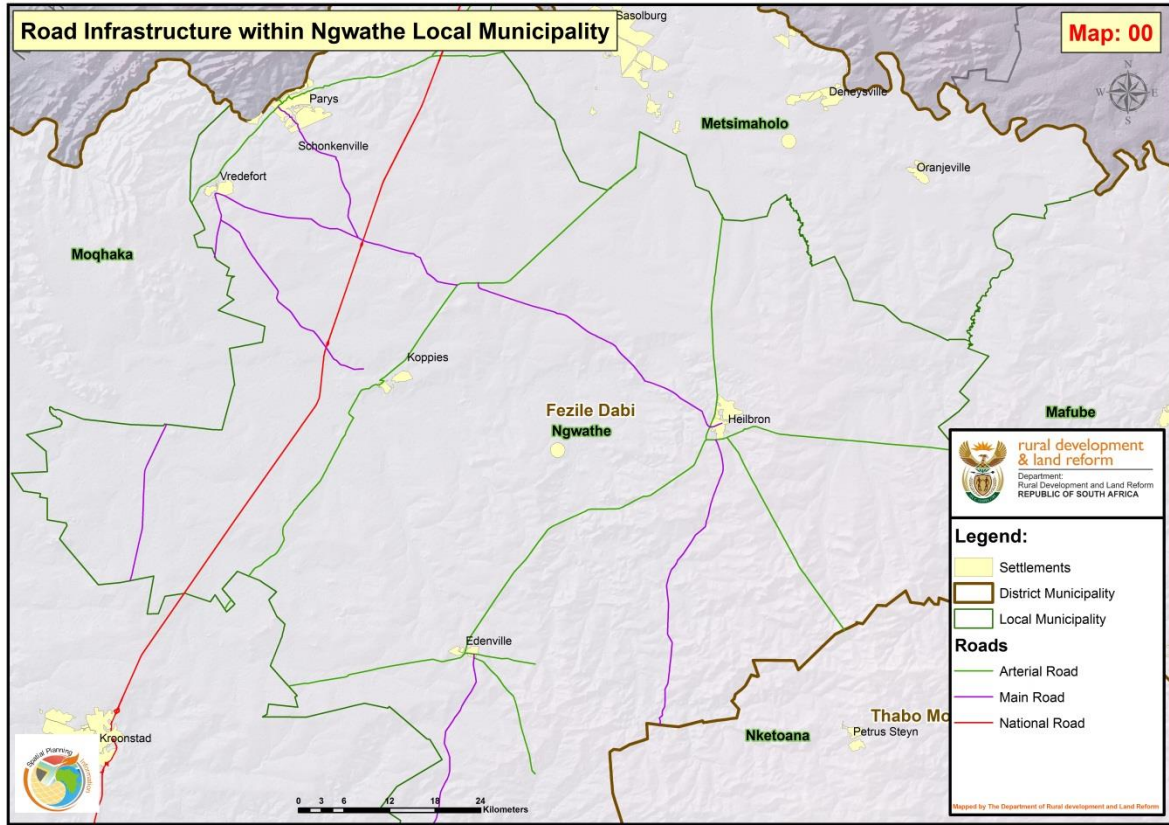 Road Infrastructure within Ngwathe Local Municipality
Map: 00
Sasolburg
N
W E
S
Parys
Deneysville
Metsimaholo
Schonkenville
Oranjeville
Vredefort
Moqhaka
Koppies
Fezile Dabi
Ngwathe
Heilbron
Mafube
rural development
& land reform
Department:
Rural Development and Land Reform
REPUBLIC OF SOUTH AFRICA
Legend:
Settlements
District Municipality
Local Municipality
Roads
Arterial Road
Main Road
National Road
Edenville
Thabo Mo
Petrus Steyn
Nketoana
Kroonstad
Spatial Planning
Information
0 3 6 12 18 24
Kilometers
Mapped by The Department of Rural development and Land Reform